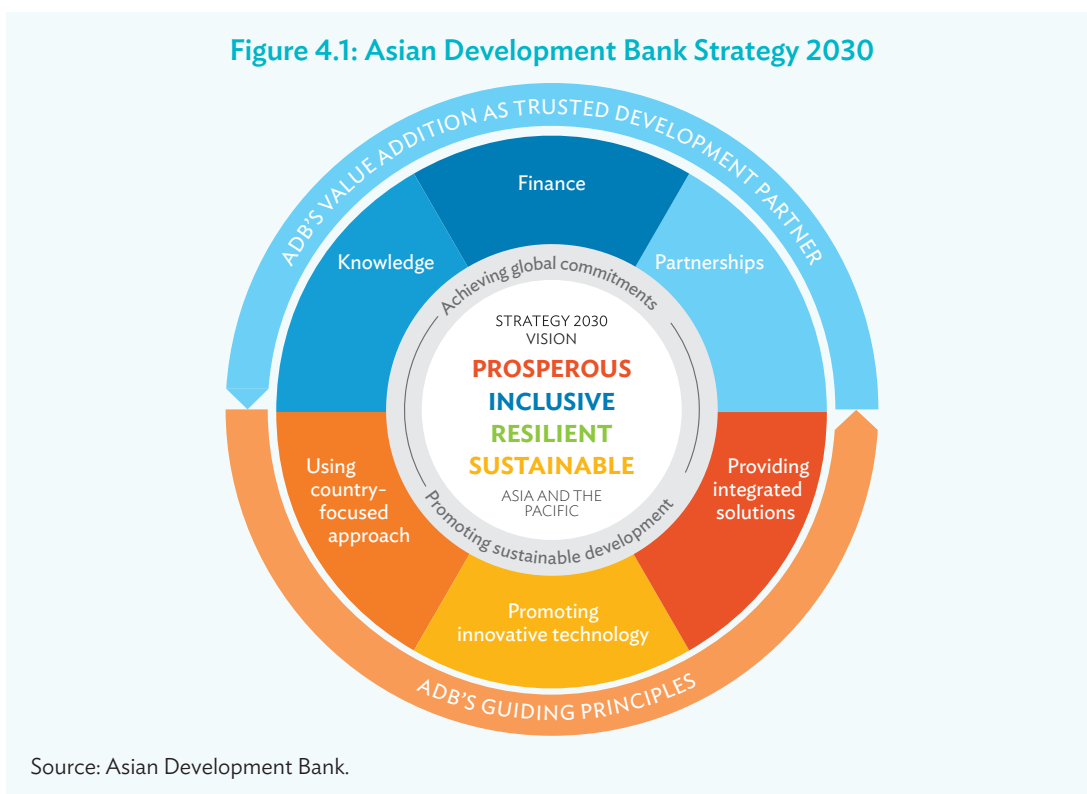 Figure 4.1: Asian Development Bank Strategy 2030
ADB'S VALUE ADDITION AS TRUSTED DEVELOPMENT PARTNER
Finance
Knowledge
Partnerships
Achieving global commitments
STRATEGY 2030
VISION
PROSPEROUS
INCLUSIVE
RESILIENT
SUSTAINABLE
ASIA AND THE
PACIFIC
Promoting sustainable development
Using
country-
focused
approach
Providing
integrated
solutions
Promoting
innovative technology
ADB'S GUIDING PRINCIPLES
Source: Asian Development Bank.